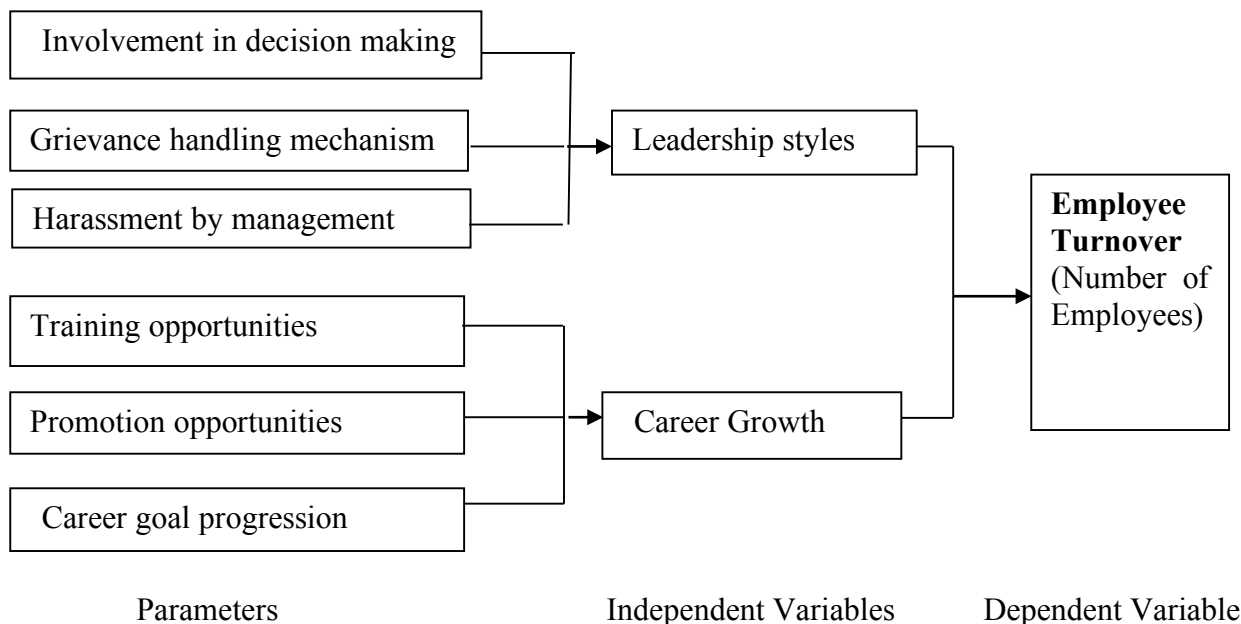 Involvement in decision making
Grievance handling mechanism
Harassment by management
Training opportunities
Promotion opportunities
Career goal progression
Leadership styles
Career Growth
Employee
Turnover
(Number of
Employees)
Parameters
Independent Variables
Dependent Variable